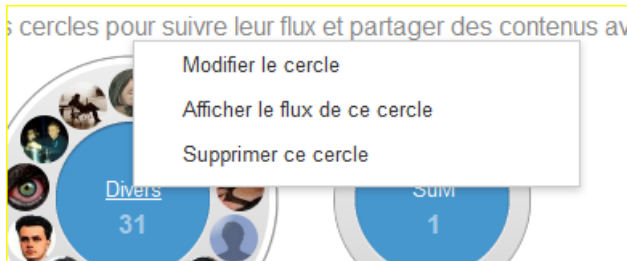 s cercles pour suivre leur flux et partager des contenus av
Modifier le cercle
Afficher le flux de ce cercle
Supprimer ce cercle
Divers
31
Suivi
1